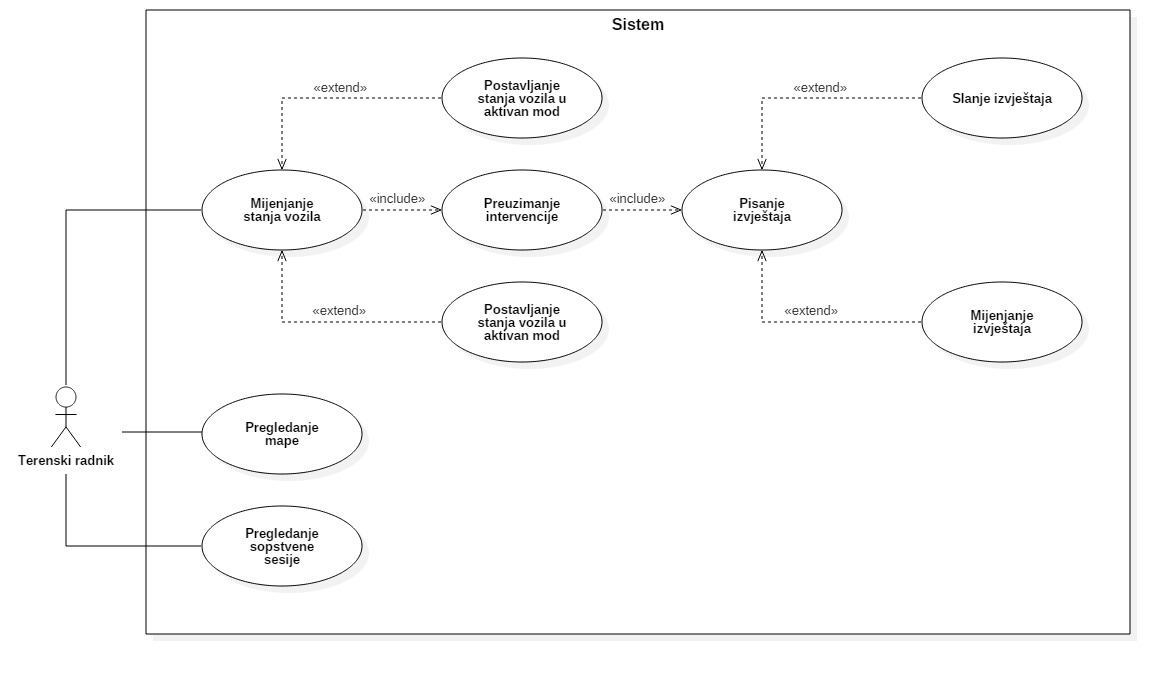 Sistem
«extend»
Postavljanje
stanja vozila u
aktivan mod
«extend»
Slanje izvještaja
Mijenjanje
stanja vozila
«include»
Preuzimanje
intervencije
«include»
Pisanje
izvještaja
«extend»
Postavljanje
stanja vozila u
aktivan mod
«extend»
Mijenjanje
izvještaja
Terenski radnik
Pregledanje
mape
Pregledanje
sopstvene
sesije